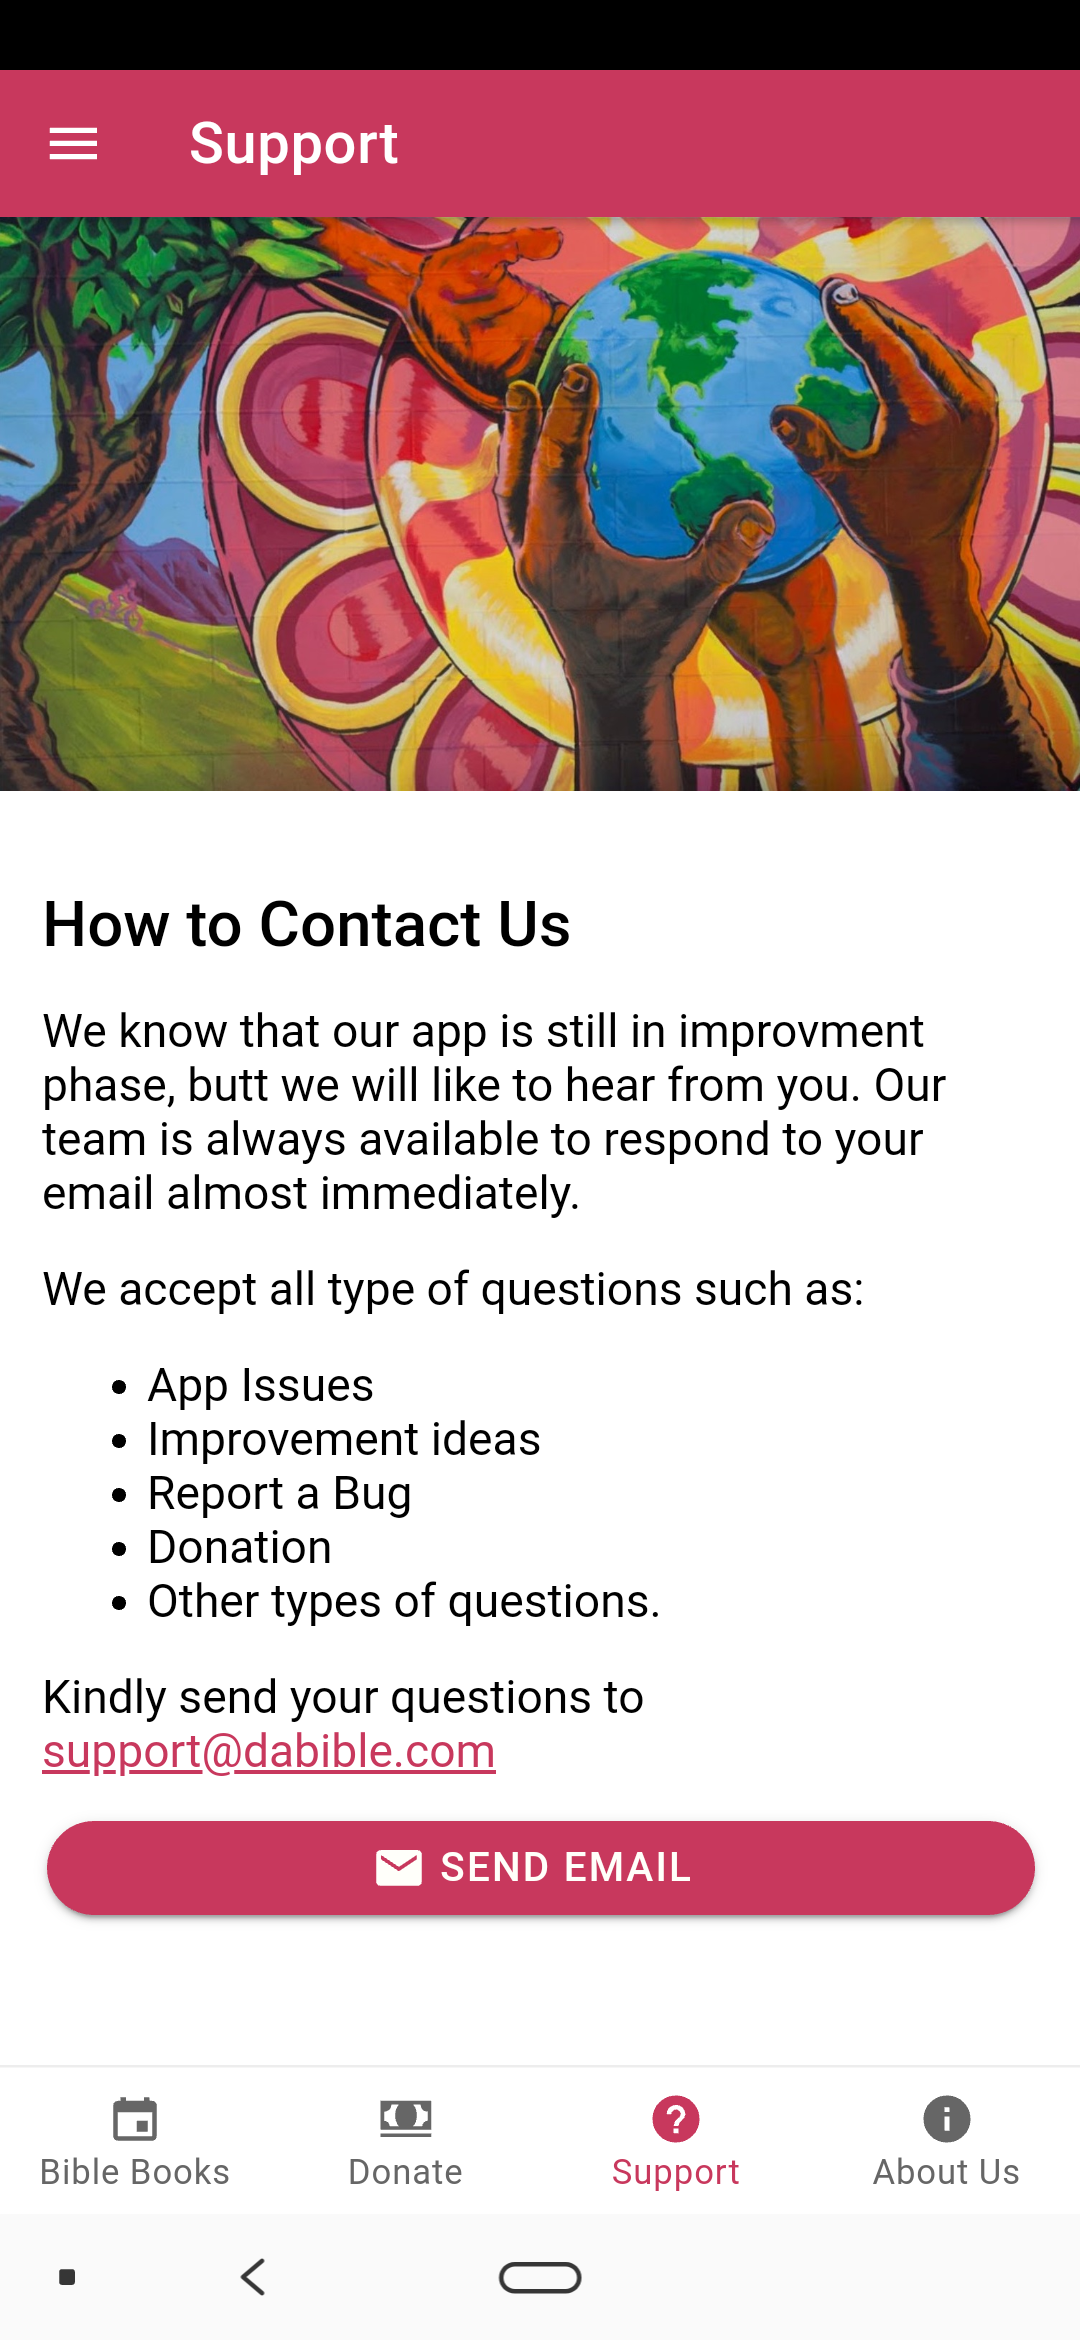 Support
How to Contact Us
We know that our app is still in improvment
phase, butt we will like to hear from you. Our
team is always available to respond to your
email almost immediately.
We accept all type of questions such as:
• App Issues
• Improvement ideas
• Report a Bug
• Donation
• Other types of questions.
Kindly send your questions to
support@dabible.com
SEND EMAIL
Bible Books
Donate
Support
About Us